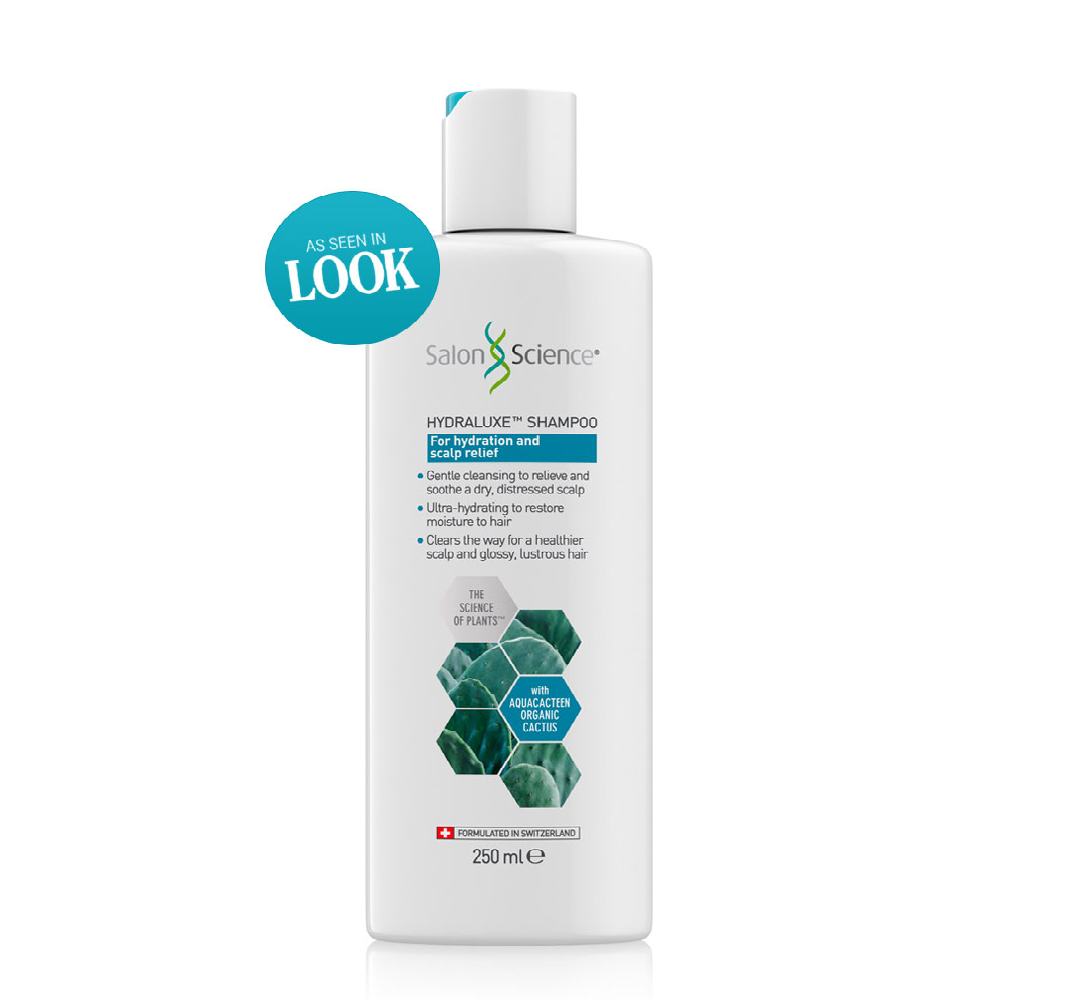 AS SEEN IN
LOOK
Salon Science®
HYDRALUXE™ SHAMPOO
For hydration and
scalp relief
• Gentle cleansing to relieve and
soothe a dry, distressed scalp
• Ultra-hydrating to restore
moisture to hair
• Clears the way for a healthier
scalp and glossy, lustrous hair
THE
SCIENCE
OF PLANTS™
with
AQUACACTEEN
ORGANIC
CACTUS
FORMULATED IN SWITZERLAND
250 ml ℮